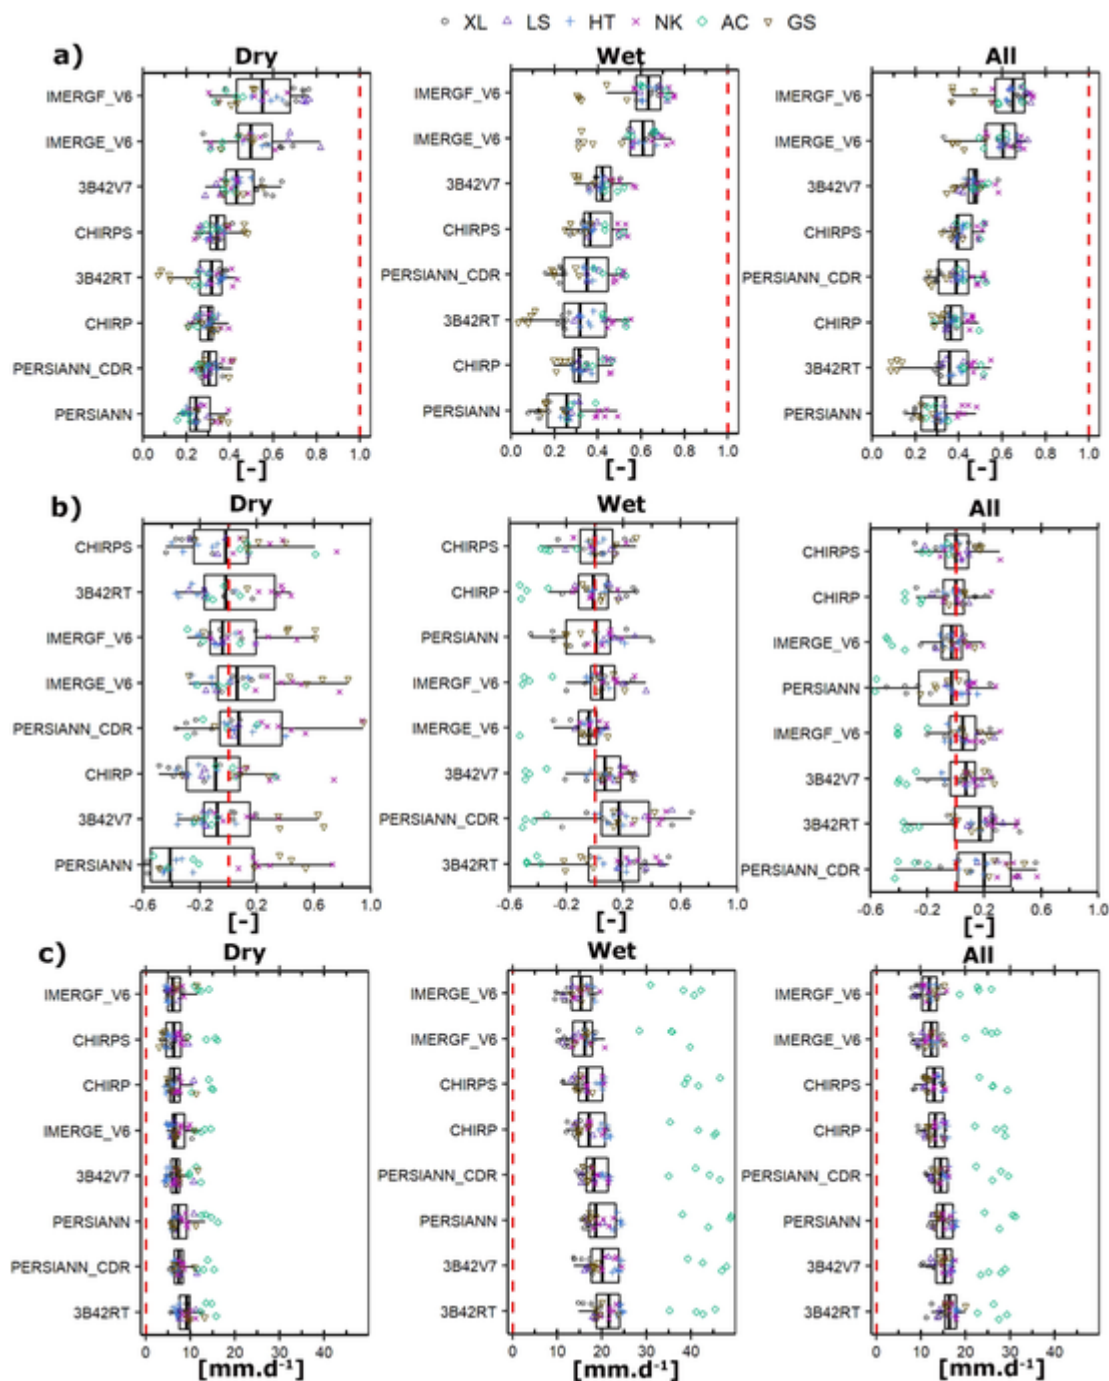 XL LS HT NK AC GS
a) Dry Wet All
IMERGF_V6 IMERGF_V6 IMERGF_V6
IMERGE_V6 IMERGE_V6 IMERGE_V6
3B42V7 3B42V7 3B42V7
CHIRPS CHIRPS CHIRPS
3B42RT PERSIANN_CDR PERSIANN_CDR
CHIRP 3B42RT CHIRP
PERSIANN_CDR CHIRP 3B42RT
PERSIANN PERSIANN PERSIANN
0.0 0.2 0.4 0.6 0.8 1.0 0.0 0.2 0.4 0.6 0.8 1.0 0.0 0.2 0.4 0.6 0.8 1.0
[-] [-] [-]
b) Dry Wet All
CHIRPS CHIRPS CHIRPS
3B42RT CHIRP CHIRP
IMERGF_V6 PERSIANN IMERGE_V6
IMERGE_V6 IMERGF_V6 PERSIANN
PERSIANN_CDR IMERGE_V6 IMERGF_V6
CHIRP 3B42V7 3B42V7
3B42V7 PERSIANN_CDR 3B42RT
PERSIANN 3B42RT PERSIANN_CDR
-0.6 -0.2 0.2 0.6 1.0 -0.6 -0.2 0.2 0.6 1.0 -0.6 -0.2 0.2 0.6 1.0
[-] [-] [-]
c) Dry Wet All
IMERGF_V6 IMERGE_V6 IMERGF_V6
CHIRPS IMERGF_V6 IMERGE_V6
CHIRP CHIRPS CHIRPS
IMERGE_V6 CHIRP CHIRP
3B42V7 PERSIANN_CDR PERSIANN_CDR
PERSIANN PERSIANN PERSIANN
PERSIANN_CDR 3B42V7 3B42V7
3B42RT 3B42RT 3B42RT
0 10 20 30 40 0 10 20 30 40 50 0 10 20 30 40 50
[mm.d⁻¹] [mm.d⁻¹] [mm.d⁻¹]